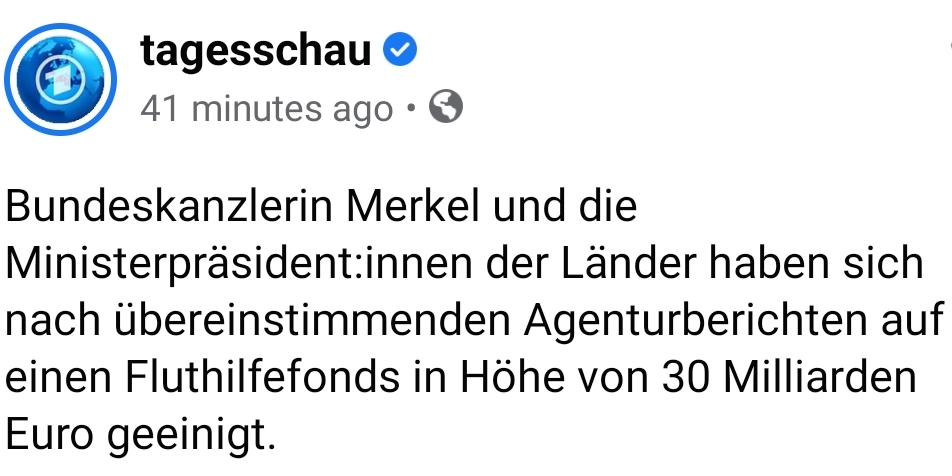 tagesschau
41 minutes ago •
Bundeskanzlerin Merkel und die
Ministerpräsident:innen der Länder haben sich
nach übereinstimmenden Agenturberichten auf
einen Fluthilfefonds in Höhe von 30 Milliarden
Euro geeinigt.